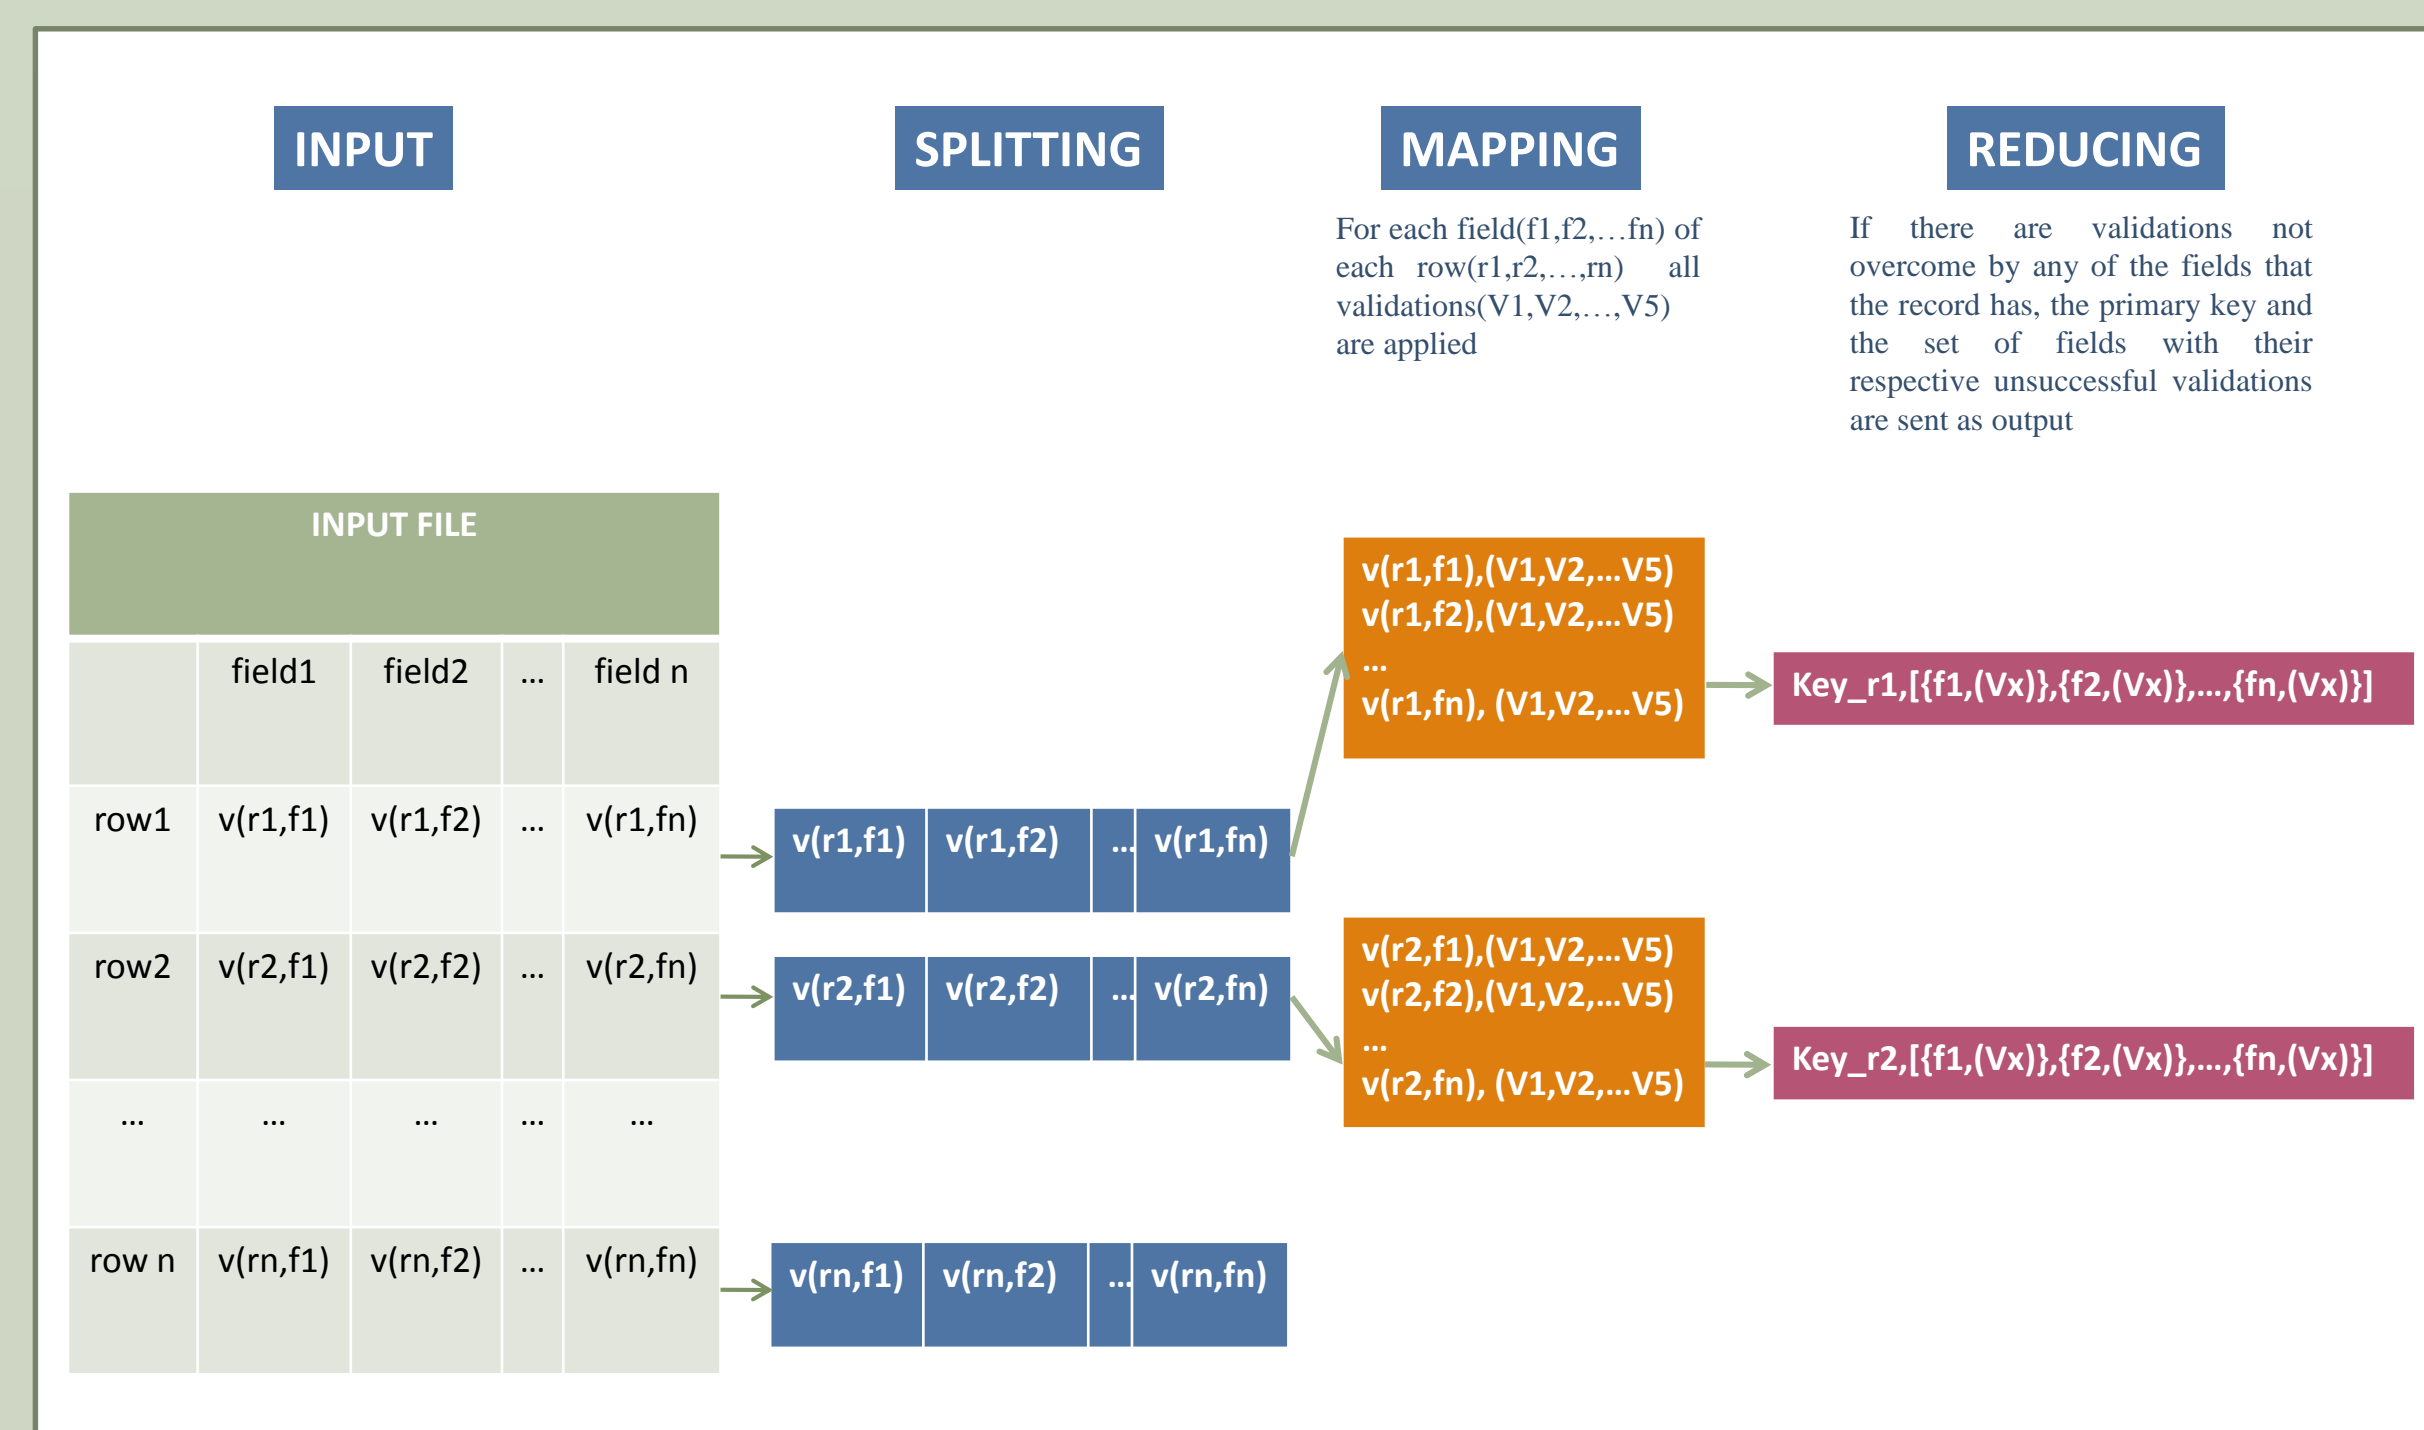 INPUT
SPLITTING
MAPPING
REDUCING
For each field(f1,f2,…fn) of
each row(r1,r2,…,rn) all
validations(V1,V2,…,V5)
are applied
If there are validations not
overcome by any of the fields that
the record has, the primary key and
the set of fields with their
respective unsuccessful validations
are sent as output
INPUT FILE
field1 field2 … field n
row1 v(r1,f1) v(r1,f2) … v(r1,fn)
row2 v(r2,f1) v(r2,f2) … v(r2,fn)
… … … … …
row n v(rn,f1) v(rn,f2) … v(rn,fn)
v(r1,f1) v(r1,f2) … v(r1,fn)
v(r2,f1) v(r2,f2) … v(r2,fn)
v(rn,f1) v(rn,f2) … v(rn,fn)
v(r1,f1),(V1,V2,…V5)
v(r1,f2),(V1,V2,…V5)
…
v(r1,fn), (V1,V2,…V5)
v(r2,f1),(V1,V2,…V5)
v(r2,f2),(V1,V2,…V5)
…
v(r2,fn), (V1,V2,…V5)
Key_r1,[{f1,(Vx)},{f2,(Vx)},…,{fn,(Vx)}]
Key_r2,[{f1,(Vx)},{f2,(Vx)},…,{fn,(Vx)}]